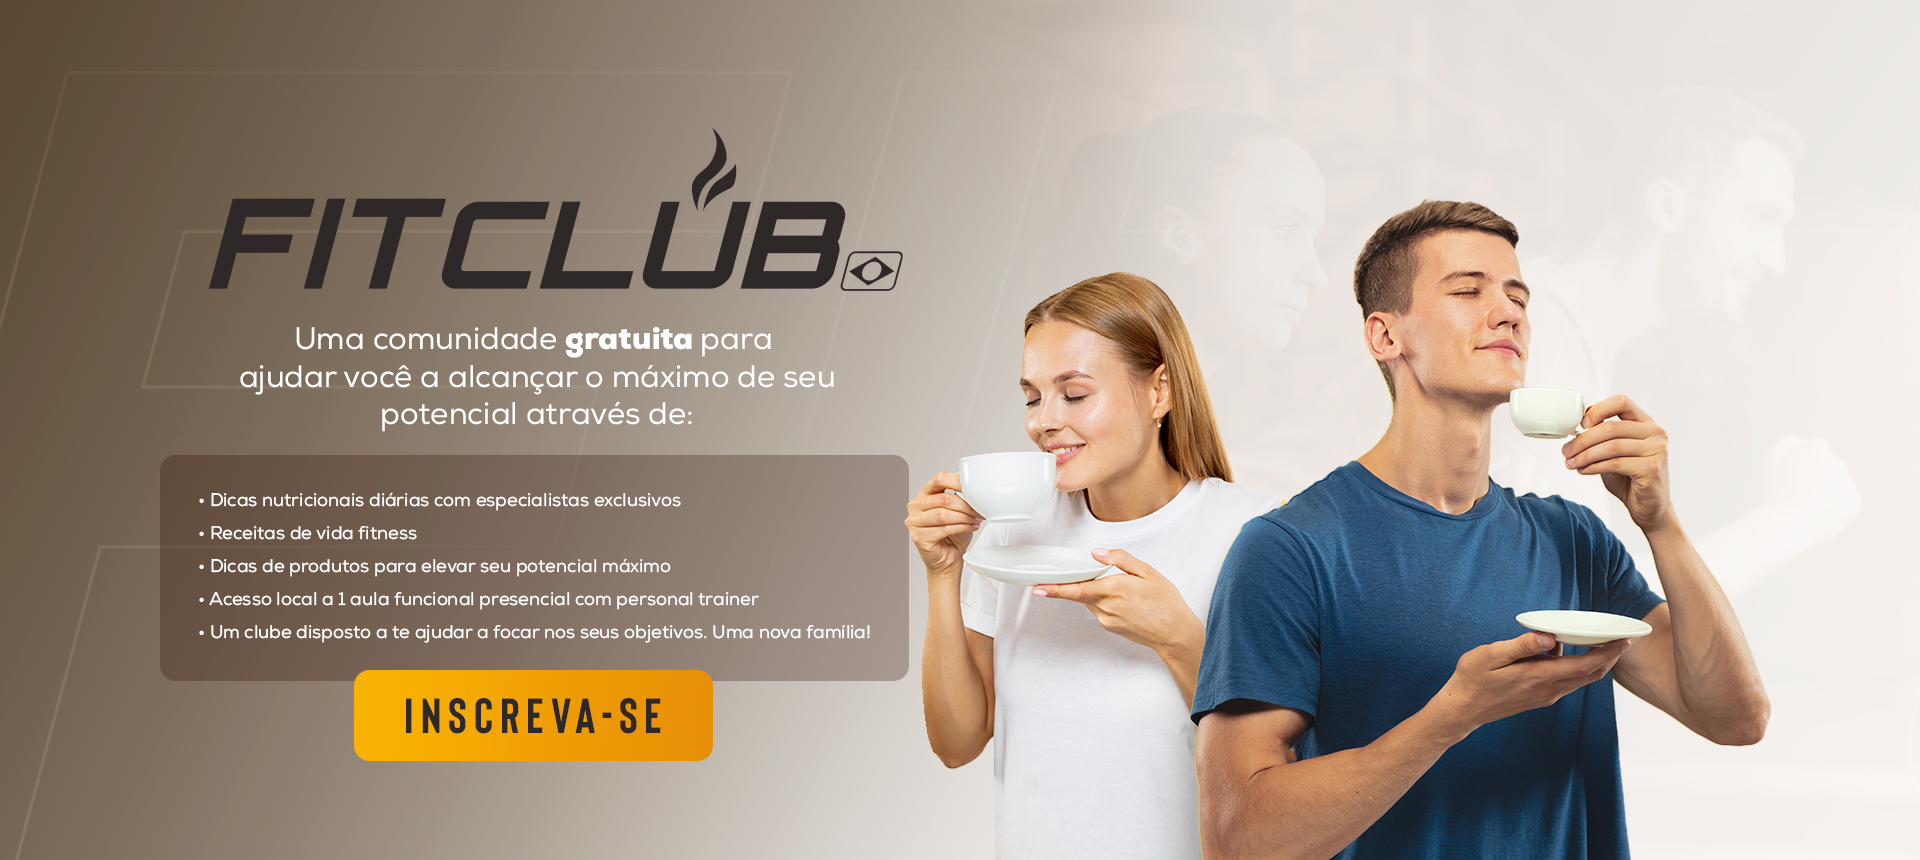 FITCLUB
Uma comunidade gratuita para
ajudar você a alcançar o máximo de seu
potencial através de:
• Dicas nutricionais diárias com especialistas exclusivos
• Receitas de vida fitness
• Dicas de produtos para elevar seu potencial máximo
• Acesso local a 1 aula funcional presencial com personal trainer
• Um clube disposto a te ajudar a focar nos seus objetivos. Uma nova família!
INSCREVA-SE